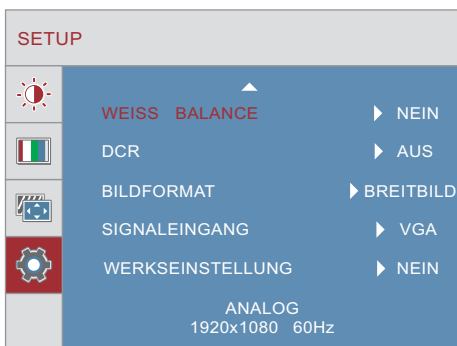 SETUP
WEISS BALANCE NEIN
DCR AUS
BILDFORMAT BREITBILD
SIGNALEINGANG VGA
WERKSEINSTELLUNG NEIN
ANALOG
1920x1080 60Hz